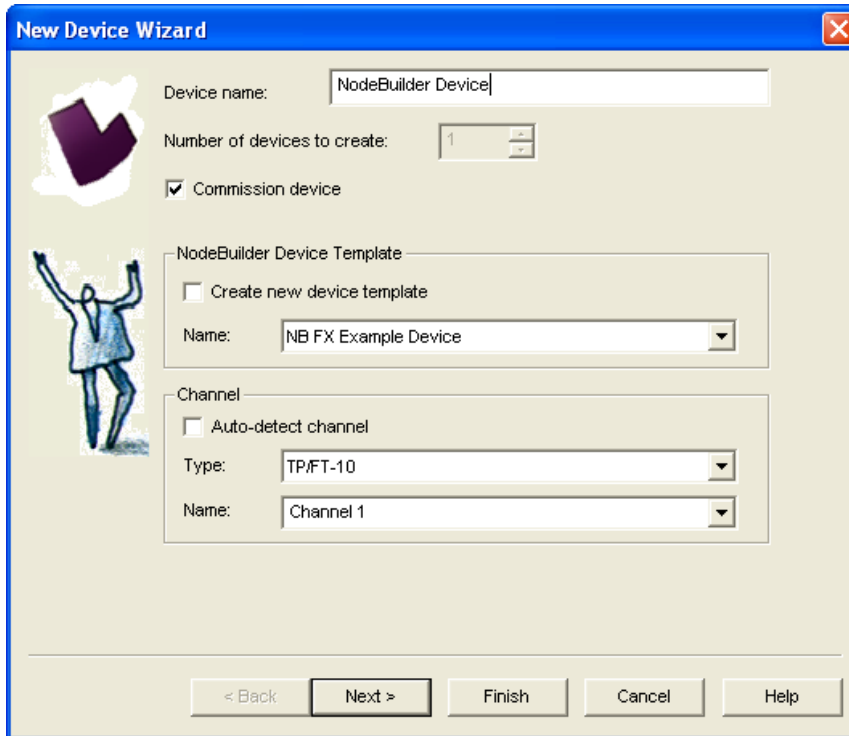 New Device Wizard
Device name: NodeBuilder Device
Number of devices to create: 1
Commission device
NodeBuilder Device Template
Create new device template
Name: NB FX Example Device
Channel
Auto-detect channel
Type: TP/FT-10
Name: Channel 1
< Back Next > Finish Cancel Help